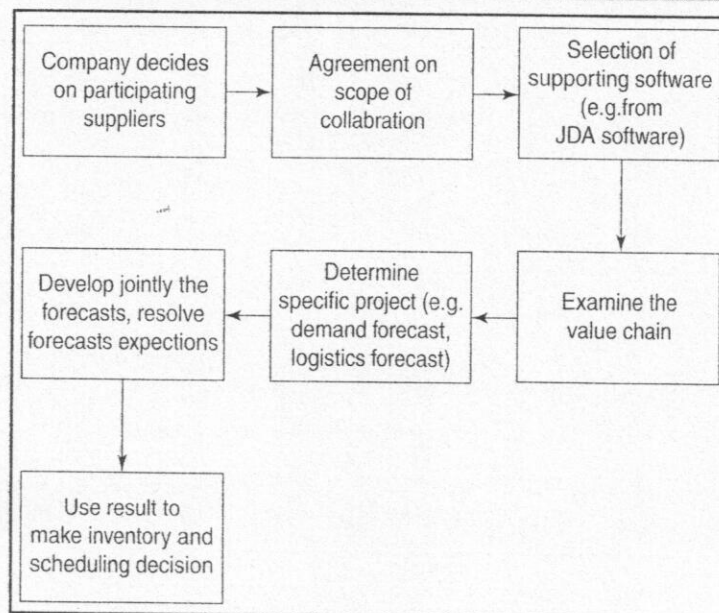 Company decides
on participating
suppliers
Agreement on
scope of
collabration
Selection of
supporting software
(e.g.from
JDA software)
Examine the
value chain
Determine
specific project (e.g.
demand forecast,
logistics forecast)
Develop jointly the
forecasts, resolve
forecasts expections
Use result to
make inventory and
scheduling decision